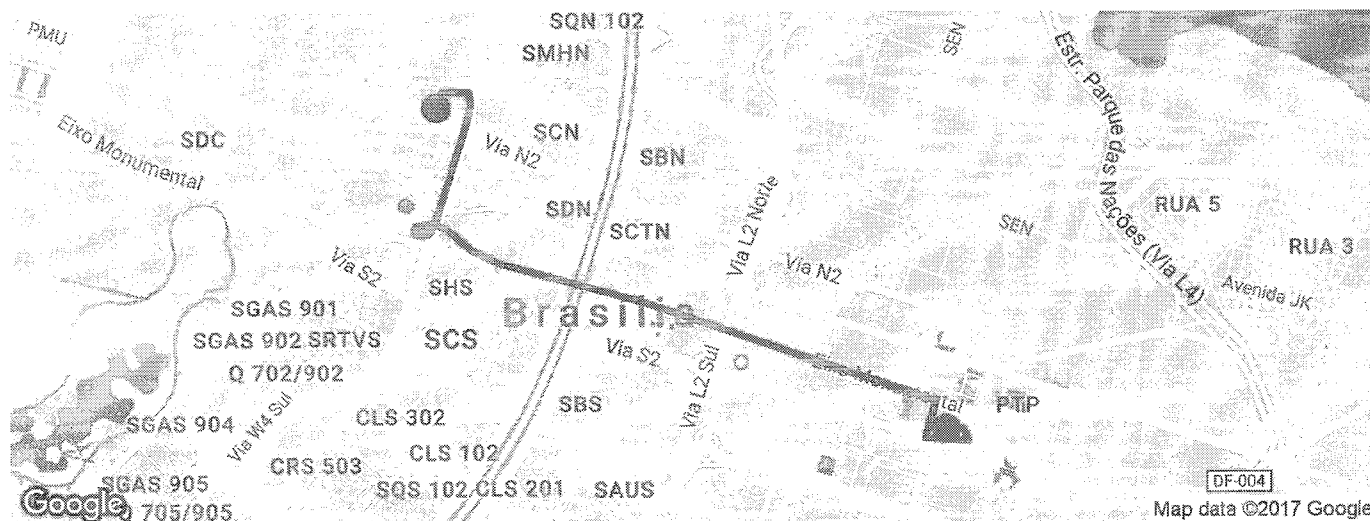 SQN 102
PMU
SMHN
SEN
Estr. Parque das Nações (Via L4)
Eixo Monumental
SDC
Via N2
SCN
SBN
SDN
SCTN
Via L2 Norte
SEN
RUA 5
RUA 3
Via S2
SHS
Via N2
Avenida JK
SGAS 901
Brasília
SGAS 902 SRTVS
SCS
Via S2
Q 702/902
Via L2 Sul
SBS
PTP
SGAS 904
Via W4 Sul
CLS 302
CLS 102
CRS 503
SGAS 905
SQS 102
CLS 201
SAUS
DF-004
Google
Q 705/905
Map data ©2017 Google